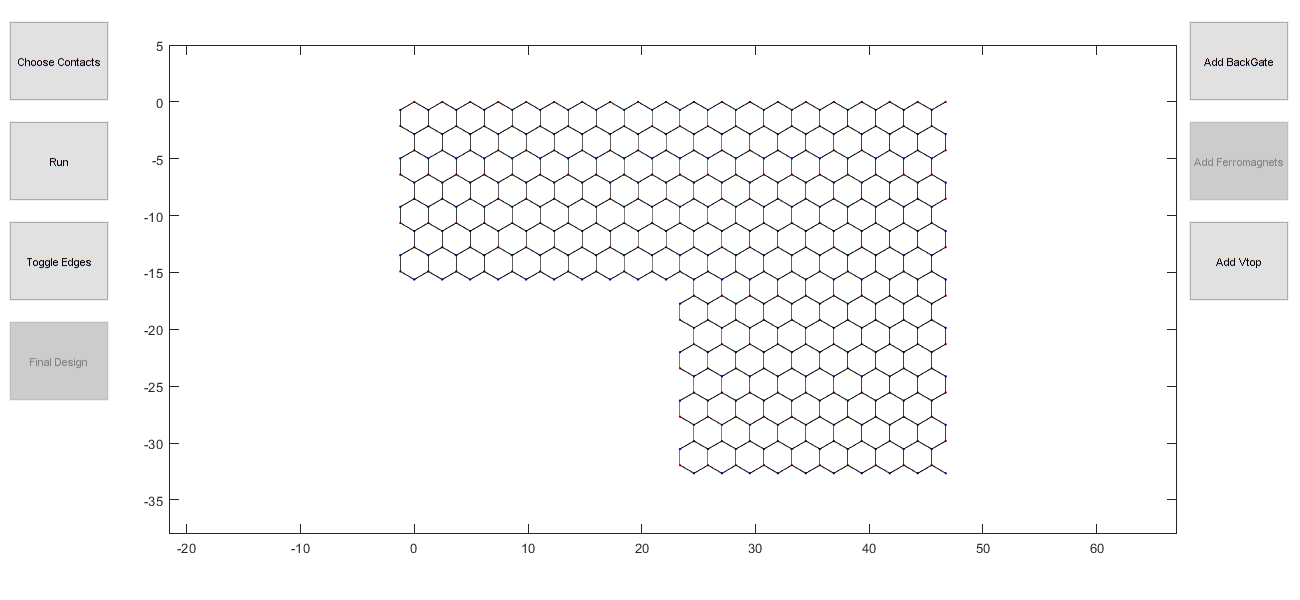 Choose Contacts
Run
Toggle Edges
Final Design
5
0
-5
-10
-15
-20
-25
-30
-35
-20
-10
0
10
20
30
40
50
60
Add BackGate
Add Ferromagnets
Add Vtop